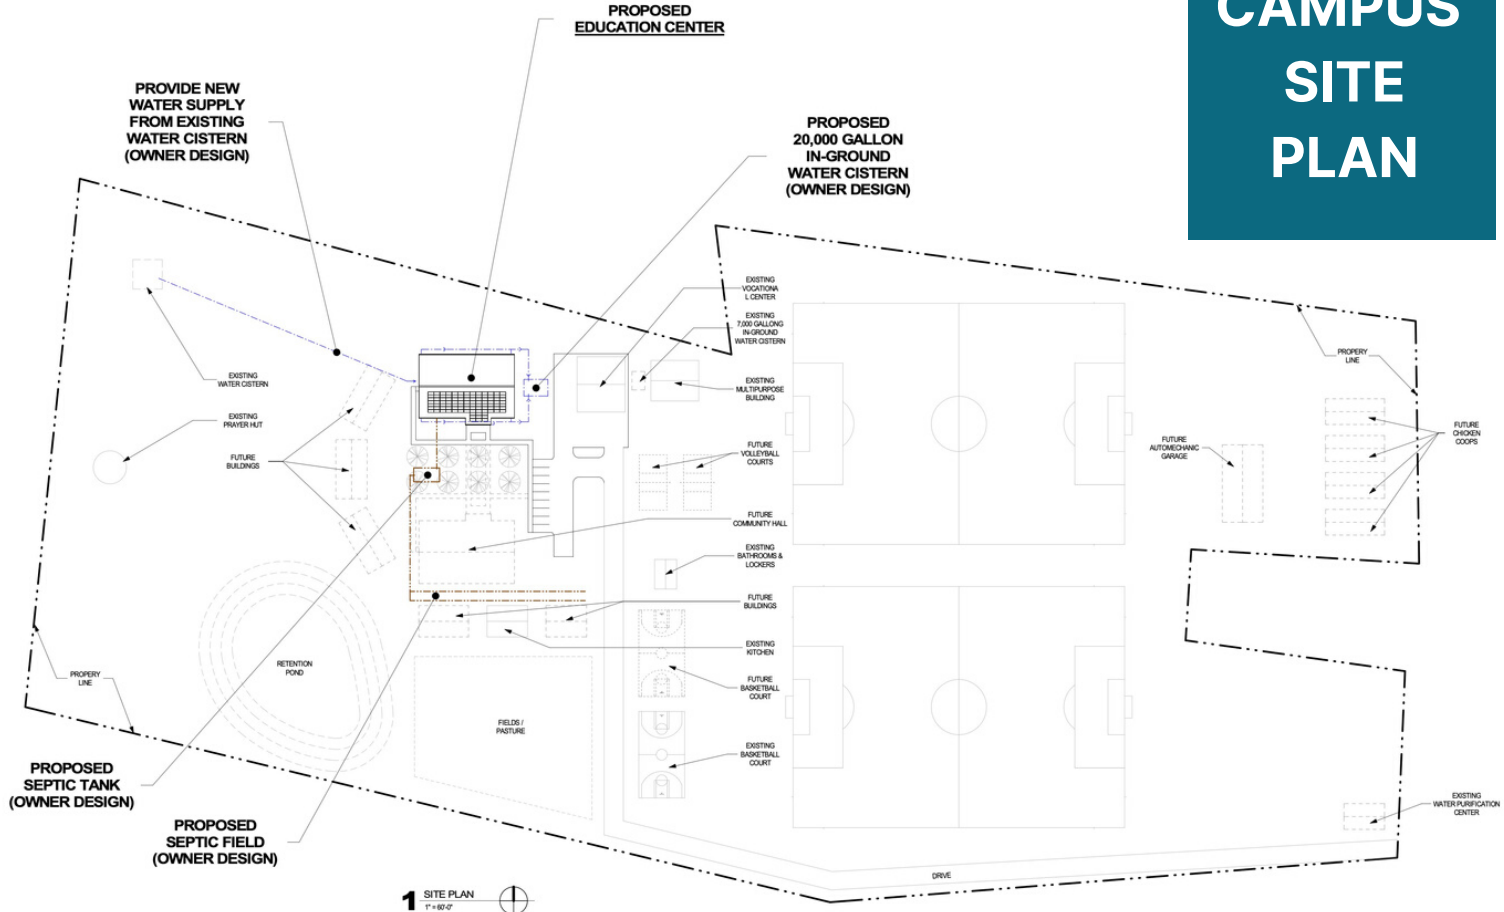 CAMPUS
SITE
PLAN
PROPOSED
EDUCATION CENTER
PROVIDE NEW
WATER SUPPLY
FROM EXISTING
WATER CISTERN
(OWNER DESIGN)
PROPOSED
20,000 GALLON
IN-GROUND
WATER CISTERN
(OWNER DESIGN)
EXISTING
VOCATIONA
L CENTER
EXISTING
7,000 GALLONG
IN-GROUND
WATER CISTERN
EXISTING
MULTIPURPOSE
BUILDING
PROPERY
LINE
EXISTING
WATER CISTERN
EXISTING
PRAYER HUT
FUTURE
BUILDINGS
FUTURE
VOLLEYBALL
COURTS
FUTURE
AUTOMECHANIC
GARAGE
FUTURE
CHICKEN
COOPS
FUTURE
COMMUNITY HALL
EXISTING
BATHROOMS &
LOCKERS
FUTURE
BUILDINGS
EXISTING
KITCHEN
RETENTION
POND
PROPERY
LINE
FUTURE
BASKETBALL
COURT
FIELDS /
PASTURE
EXISTING
BASKETBALL
COURT
PROPOSED
SEPTIC TANK
(OWNER DESIGN)
PROPOSED
SEPTIC FIELD
(OWNER DESIGN)
EXISTING
WATER PURIFICATION
CENTER
DRIVE
1 SITE PLAN
1" = 60'-0"